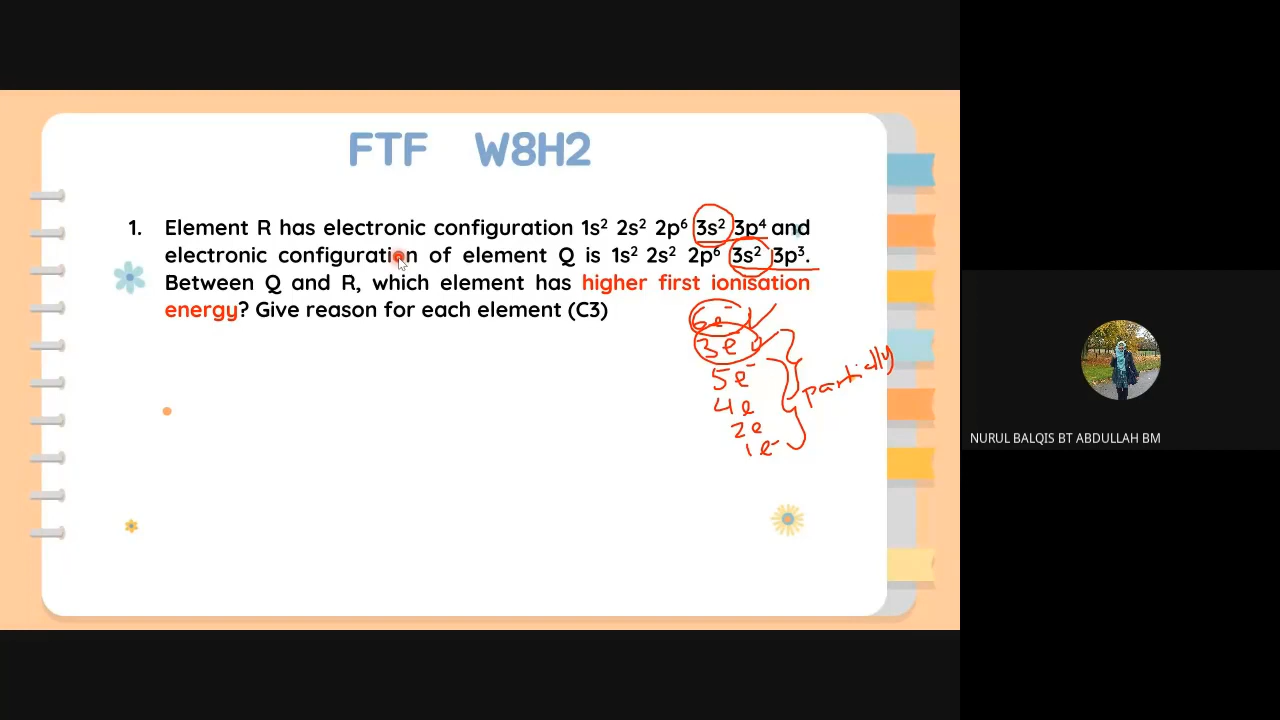 FTF W8H2
1. Element R has electronic configuration 1s² 2s² 2p⁶ 3s² 3p⁴ and
electronic configuration of element Q is 1s² 2s² 2p⁶ 3s² 3p³.
Between Q and R, which element has higher first ionisation
energy? Give reason for each element (C3)
6e⁻
3e⁻
5e⁻
4e
2e
1e⁻
partially
NURUL BALQIS BT ABDULLAH BM